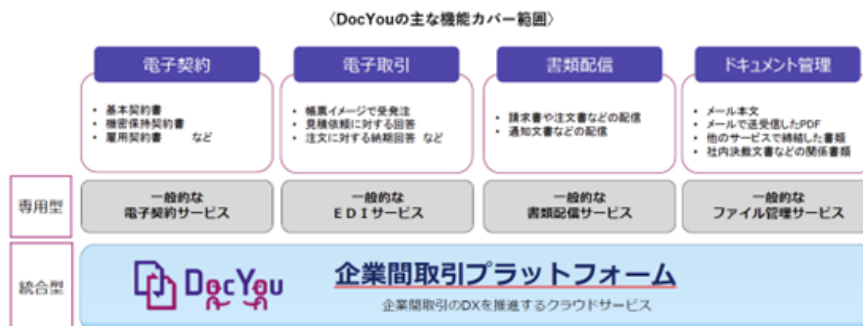 〈DocYouの主な機能カバー範囲〉
電子契約
・ 基本契約書
・ 機密保持契約書
・ 雇用契約書 など
電子取引
・ 帳票イメージで受発注
・ 見積依頼に対する回答
・ 注文に対する納期回答 など
書類配信
・ 請求書や注文書などの配信
・ 通知文書などの配信
ドキュメント管理
・ メール本文
・ メールで送受信したPDF
・ 他のサービスで締結した書類
・ 社内決裁文書などの関係書類
専用型
一般的な
電子契約サービス
一般的な
EDIサービス
一般的な
書類配信サービス
一般的な
ファイル管理サービス
統合型
DocYou
企業間取引プラットフォーム
企業間取引のDXを推進するクラウドサービス